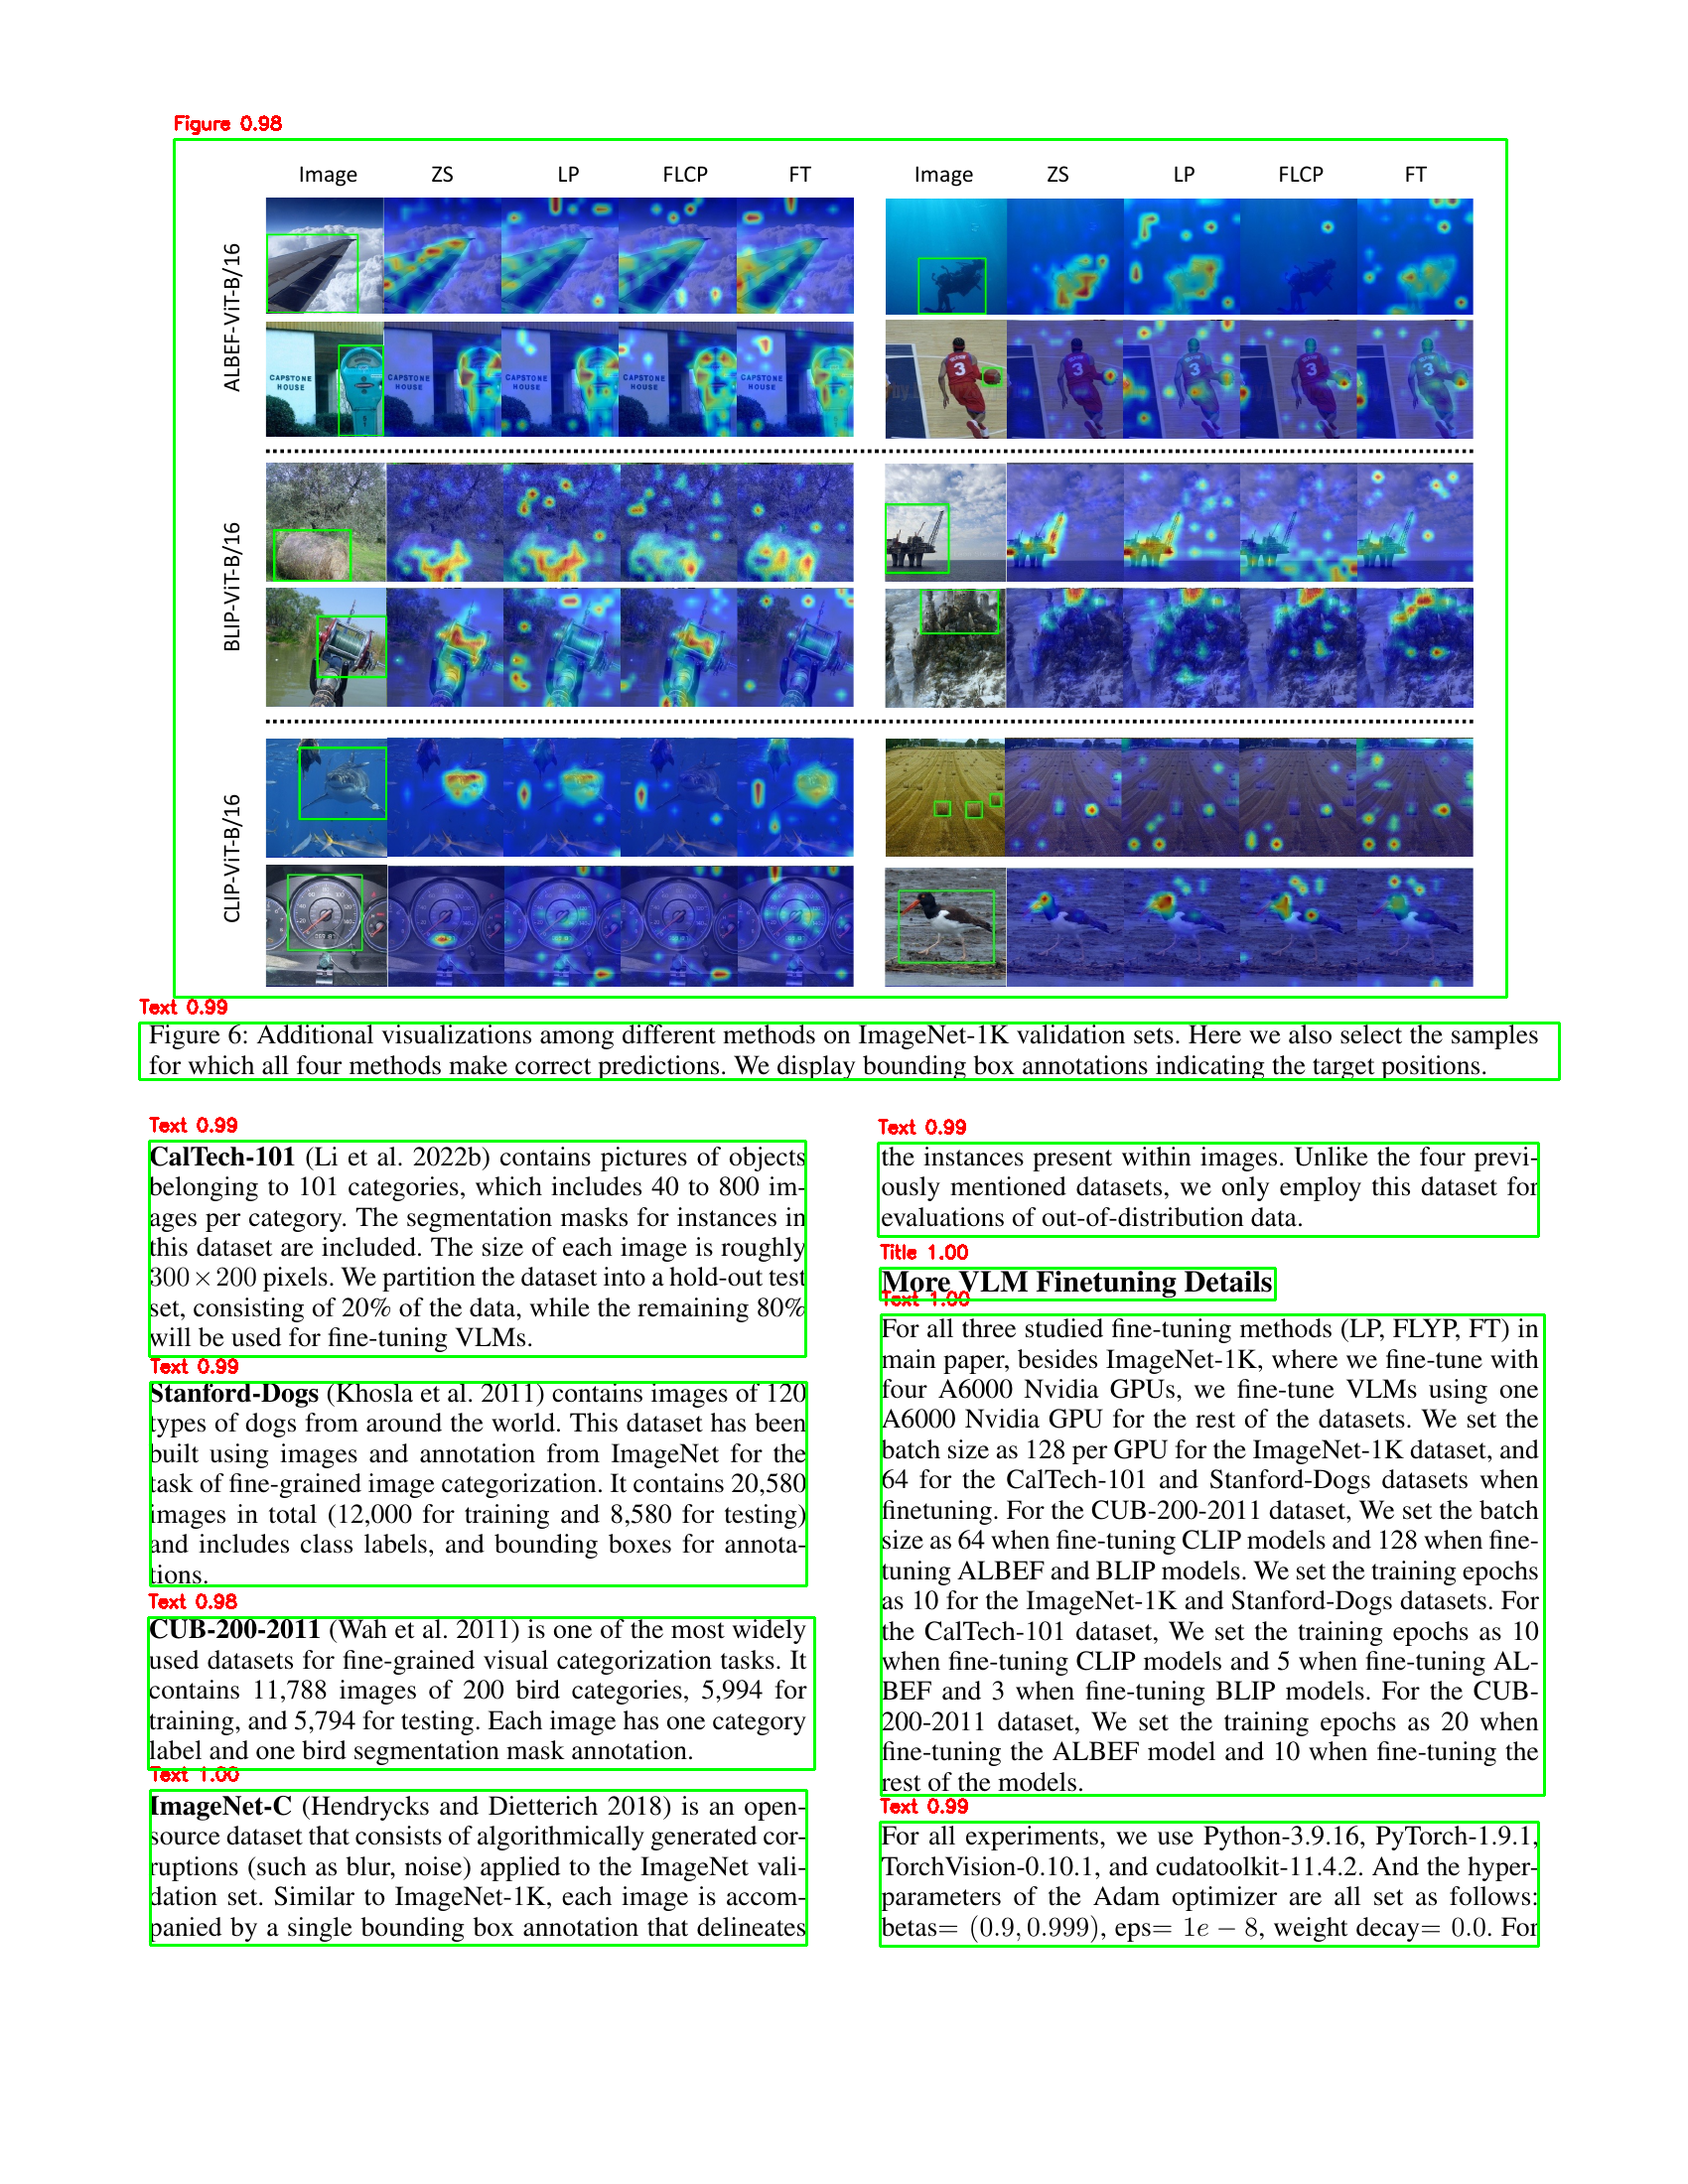 Figure 0.98
Image ZS LP FLCP FT Image ZS LP FLCP FT
ALBEF-ViT-B/16
CAPSTONE HOUSE
CAPSTONE HOUSE
CAPSTONE HOUSE
CAPSTONE HOUSE
CAPSTONE HOUSE
3
3
3
3
3
BLIP-ViT-B/16
CLIP-ViT-B/16
Text 0.99
Figure 6: Additional visualizations among different methods on ImageNet-1K validation sets. Here we also select the samples
for which all four methods make correct predictions. We display bounding box annotations indicating the target positions.
Text 0.99
CalTech-101 (Li et al. 2022b) contains pictures of objects
belonging to 101 categories, which includes 40 to 800 im-
ages per category. The segmentation masks for instances in
this dataset are included. The size of each image is roughly
300 × 200 pixels. We partition the dataset into a hold-out test
set, consisting of 20% of the data, while the remaining 80%
will be used for fine-tuning VLMs.
Text 0.99
Stanford-Dogs (Khosla et al. 2011) contains images of 120
types of dogs from around the world. This dataset has been
built using images and annotation from ImageNet for the
task of fine-grained image categorization. It contains 20,580
images in total (12,000 for training and 8,580 for testing)
and includes class labels, and bounding boxes for annota-
tions.
Text 0.98
CUB-200-2011 (Wah et al. 2011) is one of the most widely
used datasets for fine-grained visual categorization tasks. It
contains 11,788 images of 200 bird categories, 5,994 for
training, and 5,794 for testing. Each image has one category
label and one bird segmentation mask annotation.
Text 1.00
ImageNet-C (Hendrycks and Dietterich 2018) is an open-
source dataset that consists of algorithmically generated cor-
ruptions (such as blur, noise) applied to the ImageNet vali-
dation set. Similar to ImageNet-1K, each image is accom-
panied by a single bounding box annotation that delineates
Text 0.99
the instances present within images. Unlike the four previ-
ously mentioned datasets, we only employ this dataset for
evaluations of out-of-distribution data.
Title 1.00
More VLM Finetuning Details
Text 1.00
For all three studied fine-tuning methods (LP, FLYP, FT) in
main paper, besides ImageNet-1K, where we fine-tune with
four A6000 Nvidia GPUs, we fine-tune VLMs using one
A6000 Nvidia GPU for the rest of the datasets. We set the
batch size as 128 per GPU for the ImageNet-1K dataset, and
64 for the CalTech-101 and Stanford-Dogs datasets when
finetuning. For the CUB-200-2011 dataset, We set the batch
size as 64 when fine-tuning CLIP models and 128 when fine-
tuning ALBEF and BLIP models. We set the training epochs
as 10 for the ImageNet-1K and Stanford-Dogs datasets. For
the CalTech-101 dataset, We set the training epochs as 10
when fine-tuning CLIP models and 5 when fine-tuning AL-
BEF and 3 when fine-tuning BLIP models. For the CUB-
200-2011 dataset, We set the training epochs as 20 when
fine-tuning the ALBEF model and 10 when fine-tuning the
rest of the models.
Text 0.99
For all experiments, we use Python-3.9.16, PyTorch-1.9.1,
TorchVision-0.10.1, and cudatoolkit-11.4.2. And the hyper-
parameters of the Adam optimizer are all set as follows:
betas= (0.9, 0.999), eps= 1e − 8, weight decay= 0.0. For